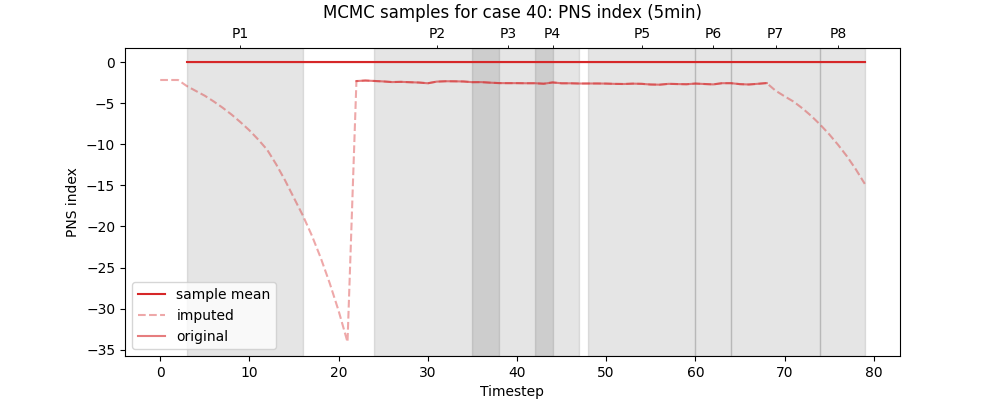 MCMC samples for case 40: PNS index (5min)
P1 P2 P3 P4 P5 P6 P7 P8
PNS index
0
−5
−10
−15
−20
−25
−30
−35
sample mean
imputed
original
0 10 20 30 40 50 60 70 80
Timestep